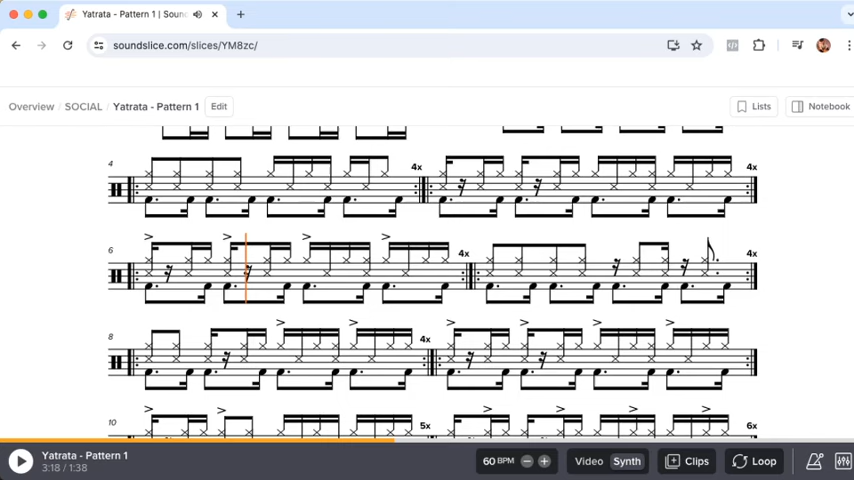 Yatrata - Pattern 1 | Soun
soundslice.com/slices/YM8zc/
Overview / SOCIAL / Yatrata - Pattern 1 Edit Lists Notebook
4 4x 4x
6 4x 4x
8 4x
10 5x 6x
Yatrata - Pattern 1
3:18 / 1:38
60 BPM Video Synth Clips Loop